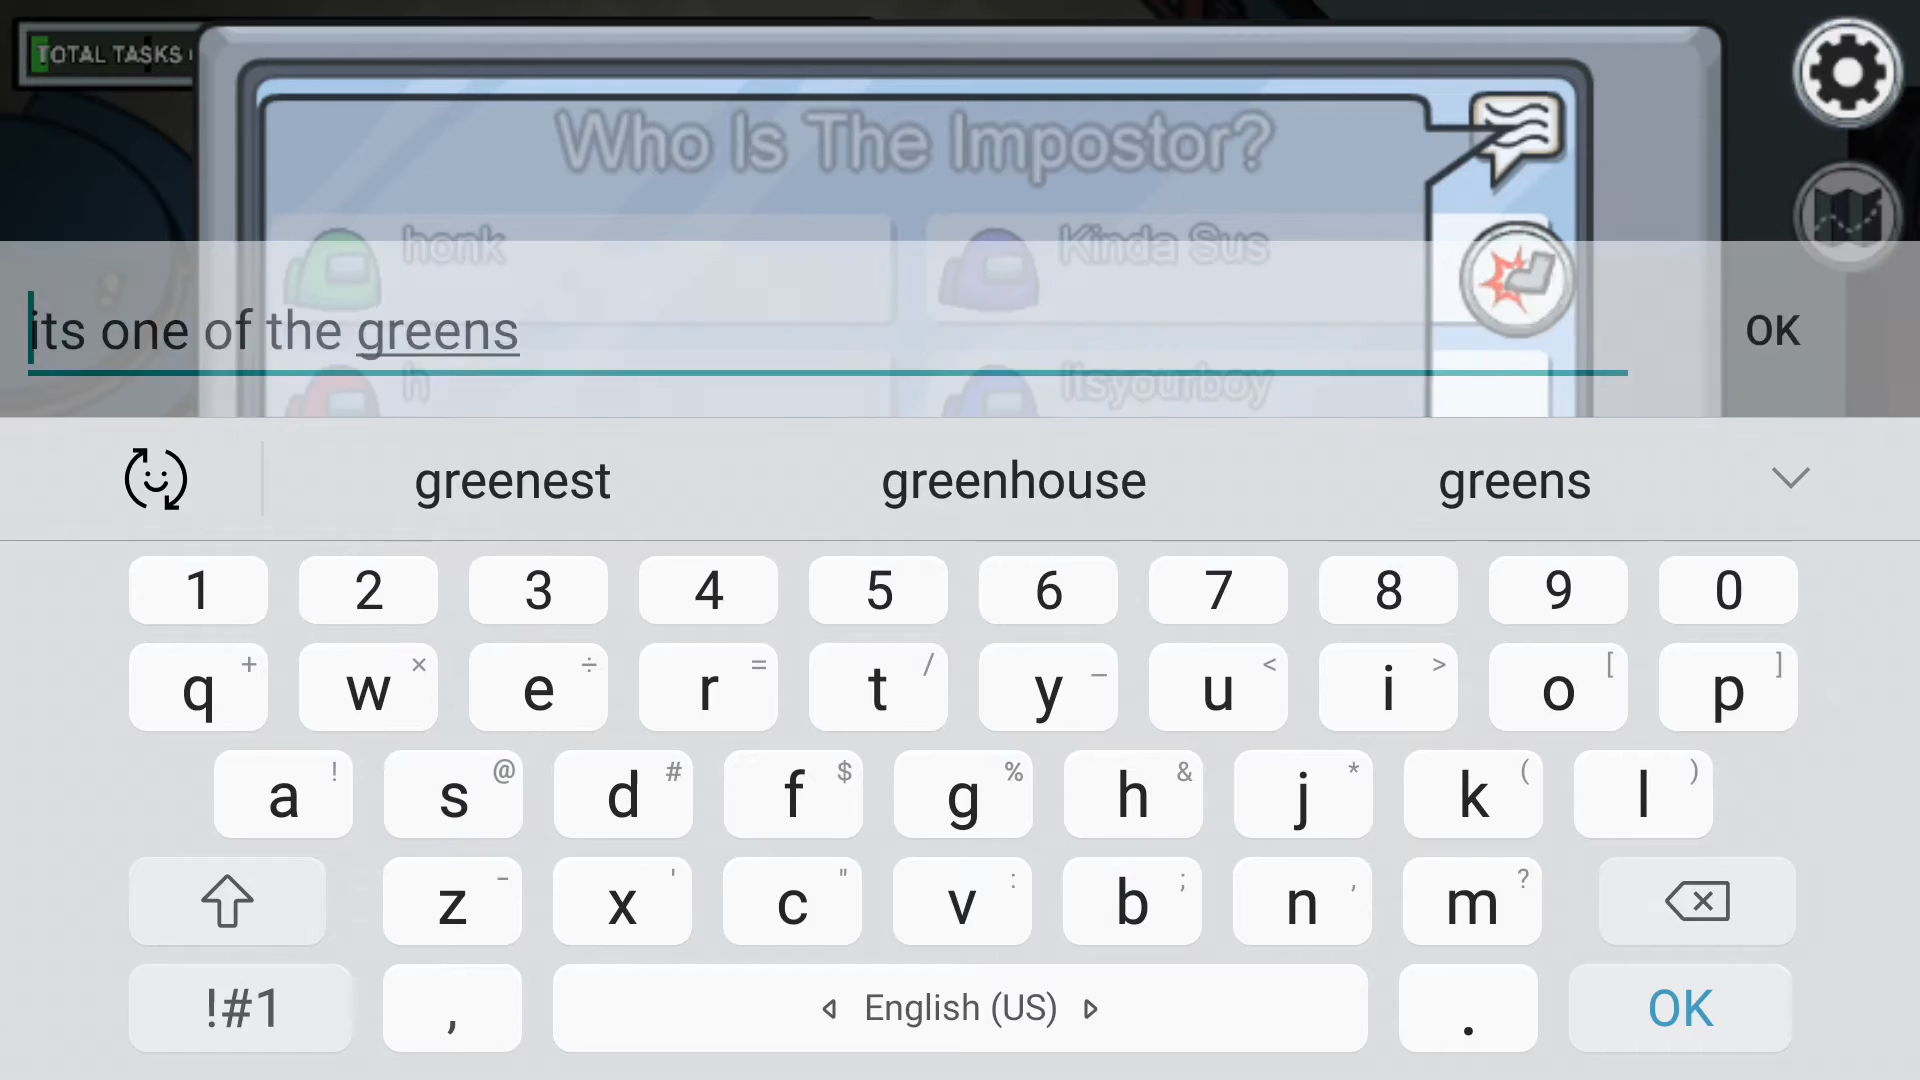 TOTAL TASKS
Who Is The Impostor?
honk
Kinda Sus
its one of the greens
OK
h
itsyourboy
greenest
greenhouse
greens
1 2 3 4 5 6 7 8 9 0
q + w × e ÷ r = t / y _ u < i > o [ p ]
a ! s @ d # f $ g % h & j * k ( l )
z - x ' c " v : b ; n , m ?
!#1 , English (US) . OK